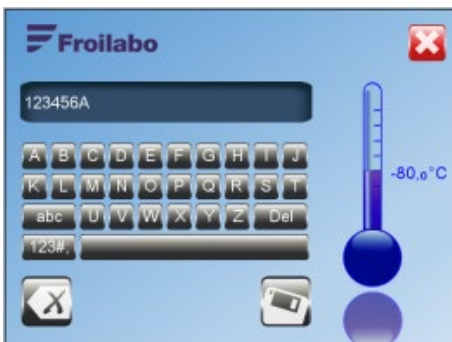 Froilabo
123456A
-80,0°C
A B C D E F G H I J
K L M N O P Q R S T
abc U V W X Y Z Del
123#,